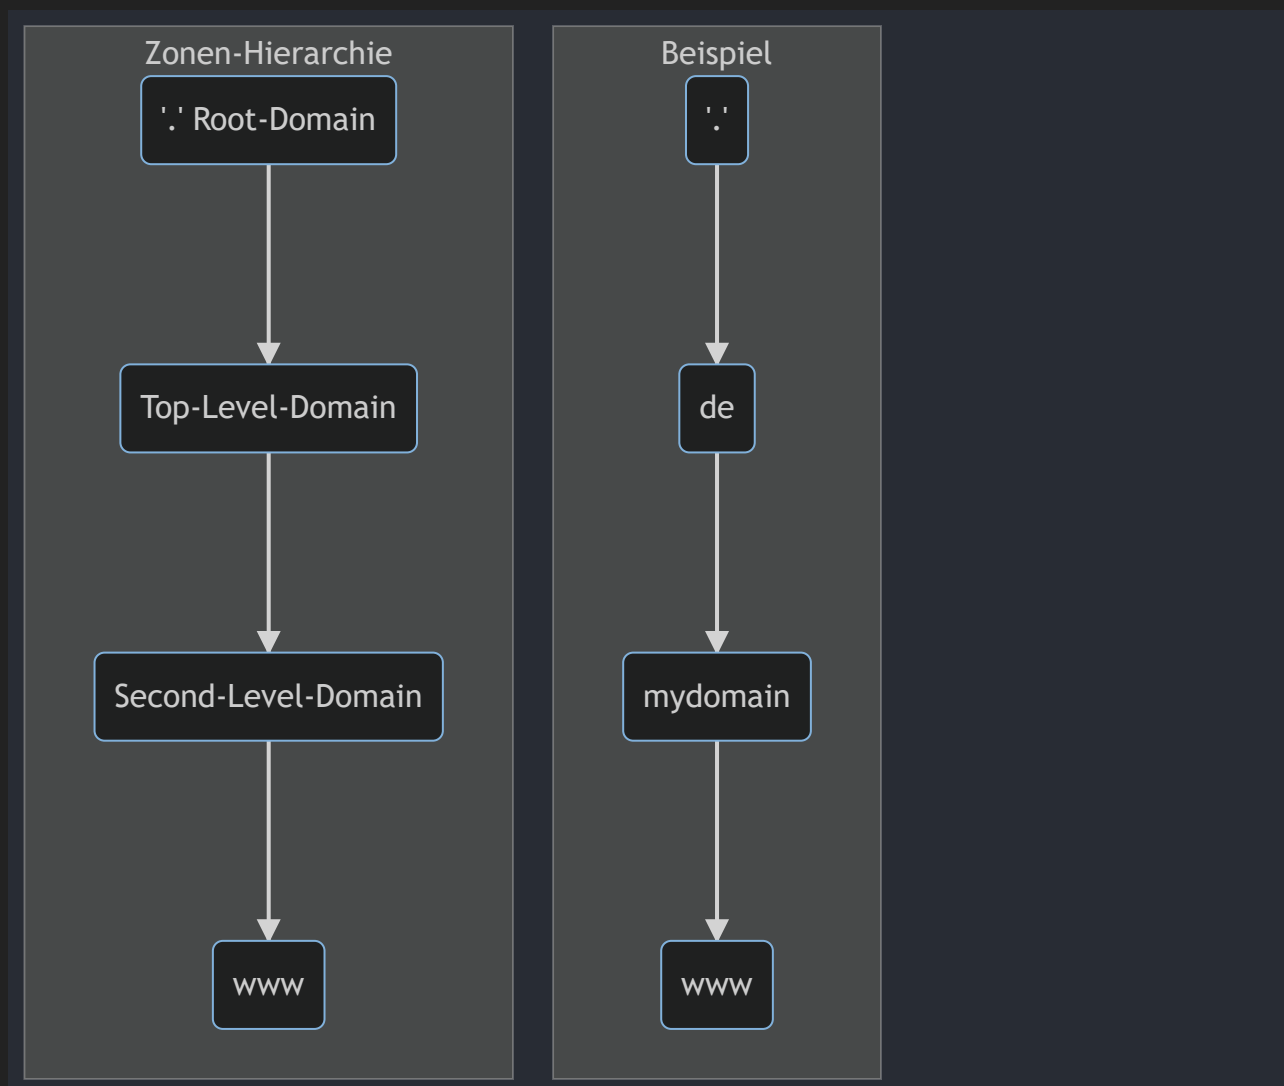 Zonen-Hierarchie
'.' Root-Domain
Top-Level-Domain
Second-Level-Domain
www
Beispiel
'.'
de
mydomain
www